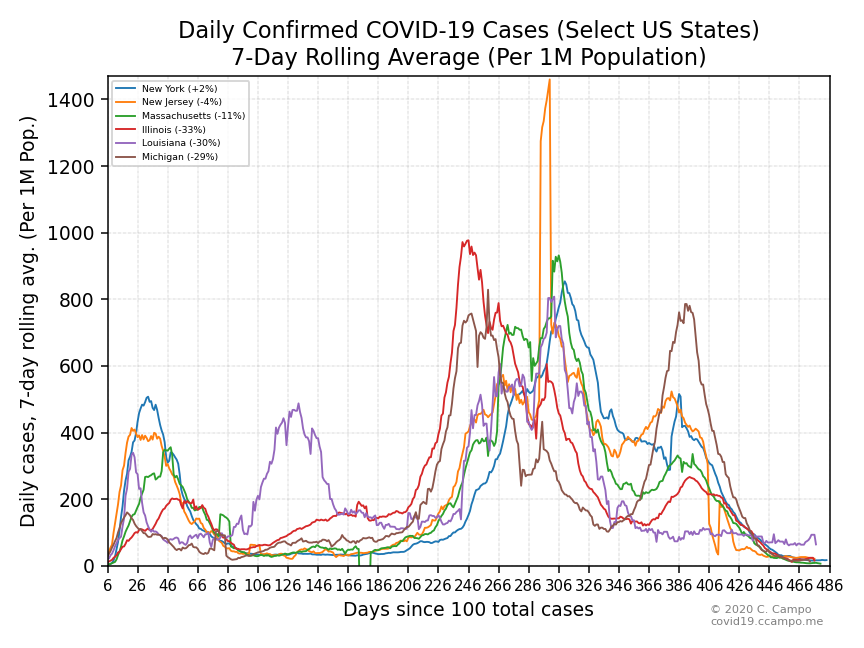 Daily Confirmed COVID-19 Cases (Select US States)
7-Day Rolling Average (Per 1M Population)
Daily cases, 7-day rolling avg. (Per 1M Pop.)
1400
1200
1000
800
600
400
200
0
New York (+2%)
New Jersey (-4%)
Massachusetts (-11%)
Illinois (-33%)
Louisiana (-30%)
Michigan (-29%)
6 26 46 66 86 106 126 146 166 186 206 226 246 266 286 306 326 346 366 386 406 426 446 466 486
Days since 100 total cases
© 2020 C. Campo
covid19.ccampo.me